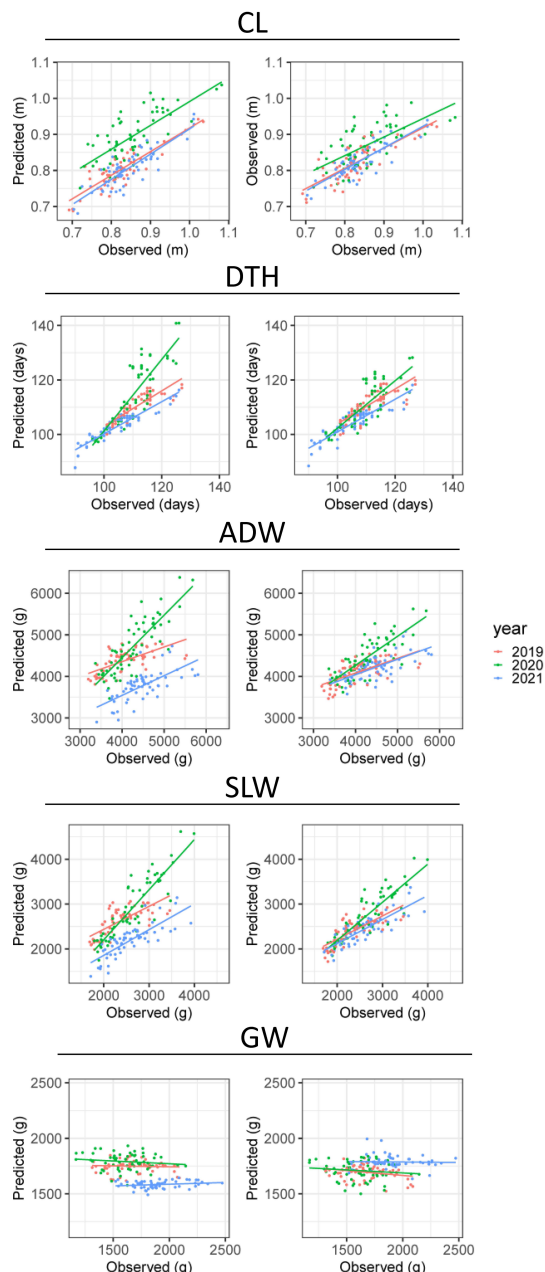 CL
1.1
1.0
0.9
0.8
0.7
Predicted (m)
0.7 0.8 0.9 1.0 1.1
Observed (m)
1.1
1.0
0.9
0.8
0.7
Observed (m)
0.7 0.8 0.9 1.0 1.1
Observed (m)
DTH
140
120
100
Predicted (days)
100 120 140
Observed (days)
140
120
100
Predicted (days)
100 120 140
Observed (days)
ADW
6000
5000
4000
3000
Predicted (g)
3000 4000 5000 6000
Observed (g)
6000
5000
4000
3000
Predicted (g)
3000 4000 5000 6000
Observed (g)
year
2019
2020
2021
SLW
4000
3000
2000
Predicted (g)
2000 3000 4000
Observed (g)
4000
3000
2000
Predicted (g)
2000 3000 4000
Observed (g)
GW
2500
2000
1500
Predicted (g)
1500 2000 2500
Observed (g)
2500
2000
1500
Predicted (g)
1500 2000 2500
Observed (g)